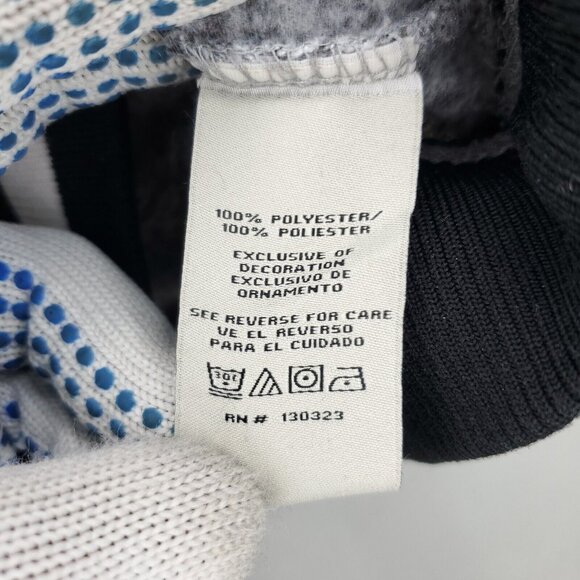 100% POLYESTER/
100% POLIESTER
EXCLUSIVE OF
DECORATION
EXCLUSIVO DE
ORNAMENTO
SEE REVERSE FOR CARE
VE EL REVERSO
PARA EL CUIDADO
30C
RN # 130323